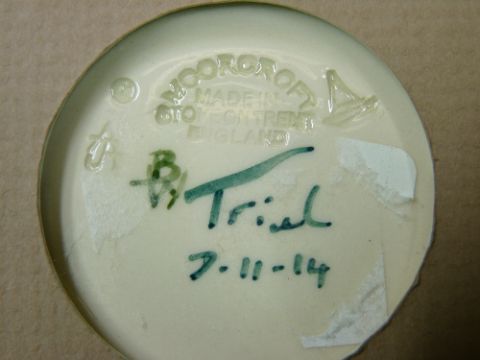 MOORCROFT
MADE IN
STOKE ON TRENT
ENGLAND
Trial
7-11-14